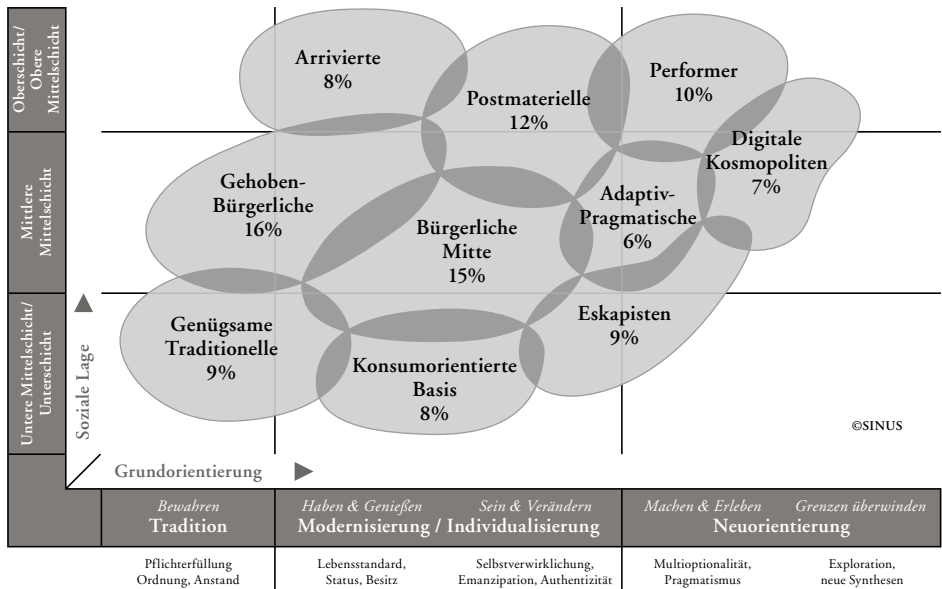 Oberschicht/
Obere
Mittelschicht
Mittlere
Mittelschicht
Untere Mittelschicht/
Unterschicht
Soziale Lage
Arrivierte
8%
Postmaterielle
12%
Performer
10%
Digitale
Kosmopoliten
7%
Gehoben-
Bürgerliche
16%
Bürgerliche
Mitte
15%
Adaptiv-
Pragmatische
6%
Genügsame
Traditionelle
9%
Konsumorientierte
Basis
8%
Eskapisten
9%
©SINUS
Grundorientierung
Bewahren
Tradition
Haben & Genießen
Sein & Verändern
Modernisierung / Individualisierung
Machen & Erleben
Grenzen überwinden
Neuorientierung
Pflichterfüllung
Ordnung, Anstand
Lebensstandard,
Status, Besitz
Selbstverwirklichung,
Emanzipation, Authentizität
Multioptionalität,
Pragmatismus
Exploration,
neue Synthesen